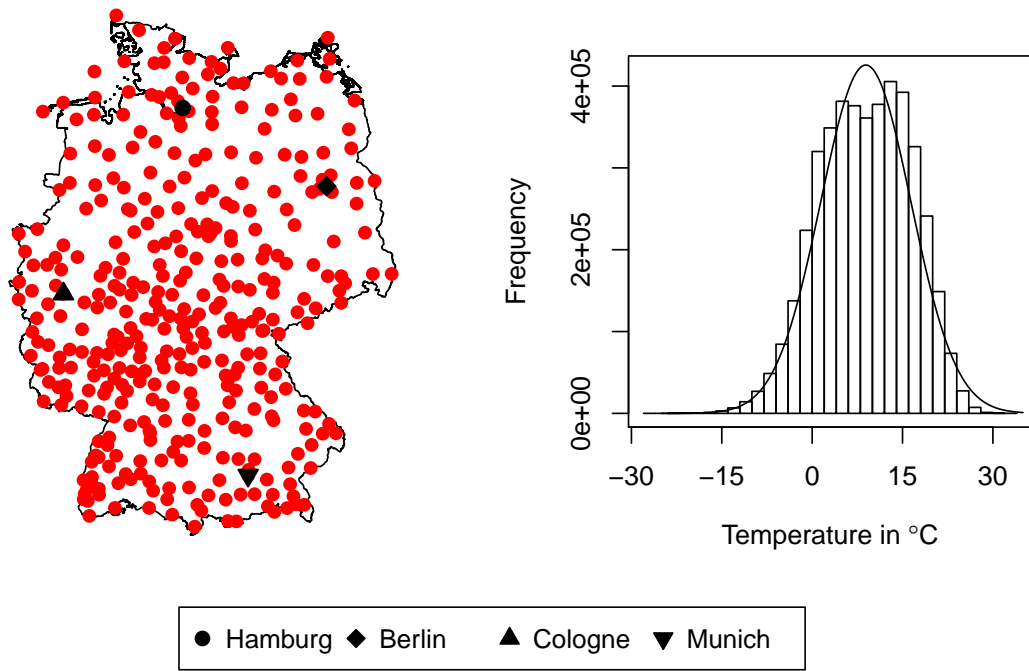 Frequency
4e+05
2e+05
0e+00
−30 −15 0 15 30
Temperature in °C
Hamburg Berlin Cologne Munich